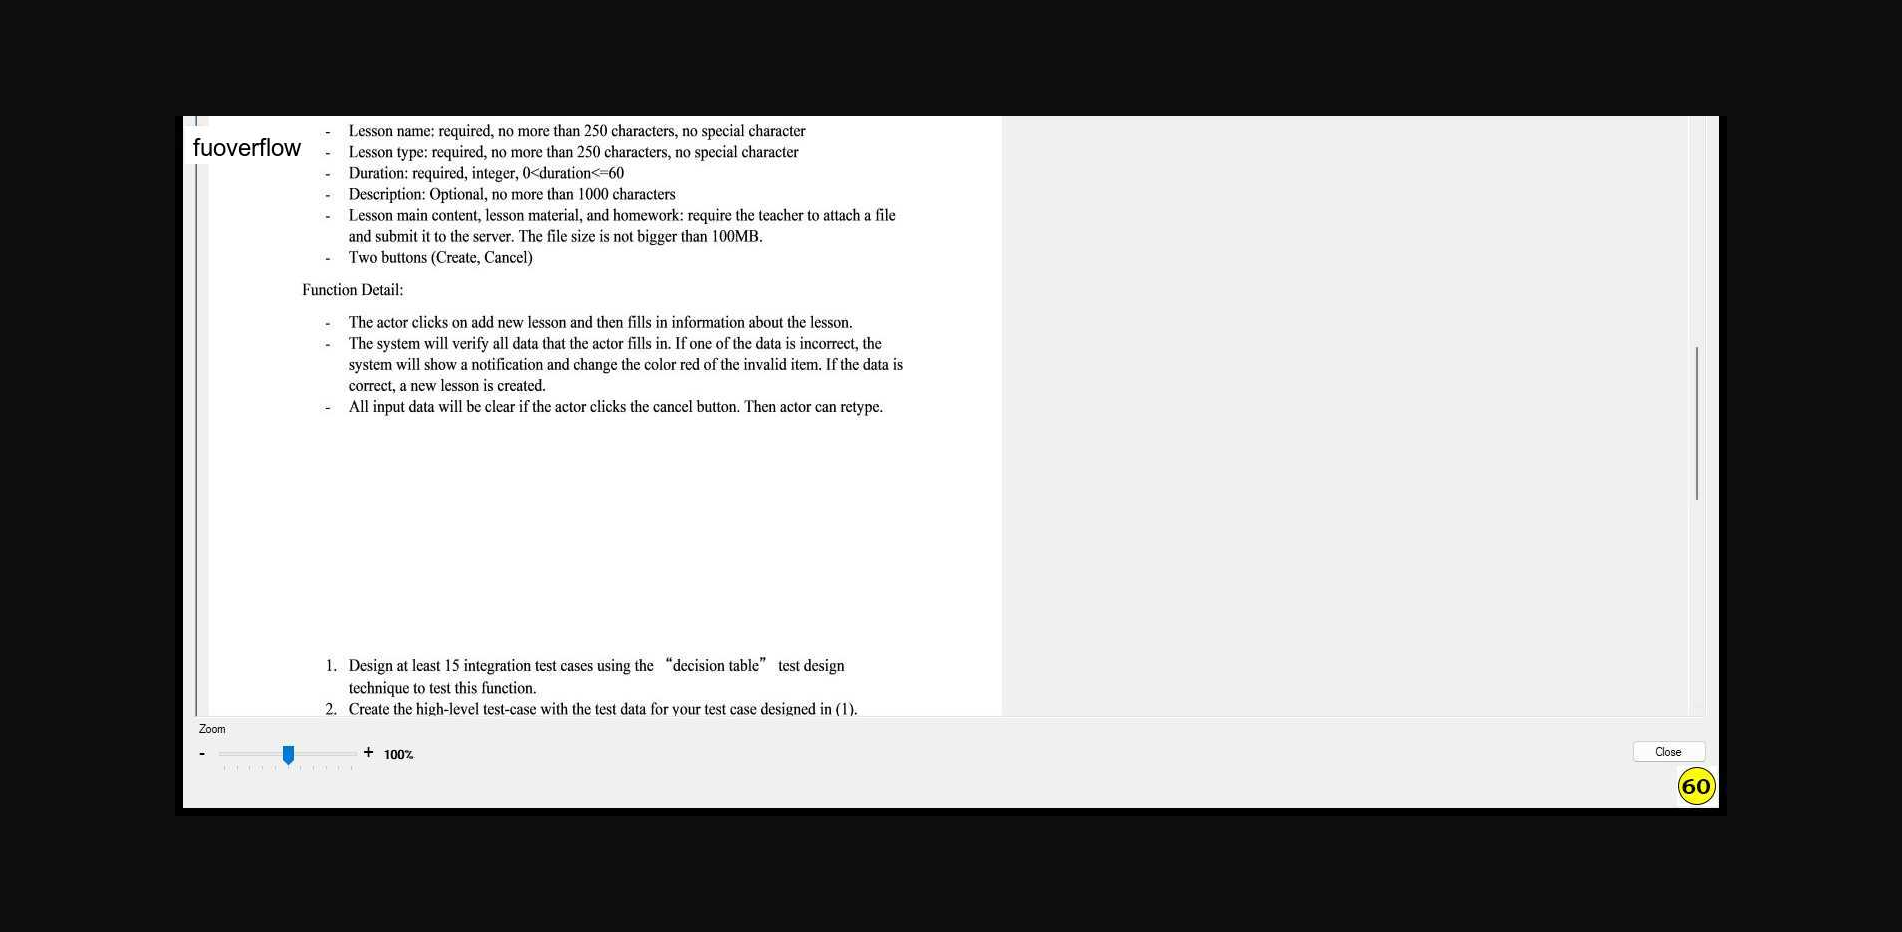 fuoverflow
- Lesson name: required, no more than 250 characters, no special character
- Lesson type: required, no more than 250 characters, no special character
- Duration: required, integer, 0<duration<=60
- Description: Optional, no more than 1000 characters
- Lesson main content, lesson material, and homework: require the teacher to attach a file
and submit it to the server. The file size is not bigger than 100MB.
- Two buttons (Create, Cancel)
Function Detail:
- The actor clicks on add new lesson and then fills in information about the lesson.
- The system will verify all data that the actor fills in. If one of the data is incorrect, the
system will show a notification and change the color red of the invalid item. If the data is
correct, a new lesson is created.
- All input data will be clear if the actor clicks the cancel button. Then actor can retype.
1. Design at least 15 integration test cases using the “decision table” test design
technique to test this function.
2. Create the high-level test-case with the test data for your test case designed in (1).
Zoom
- + 100%
Close
60